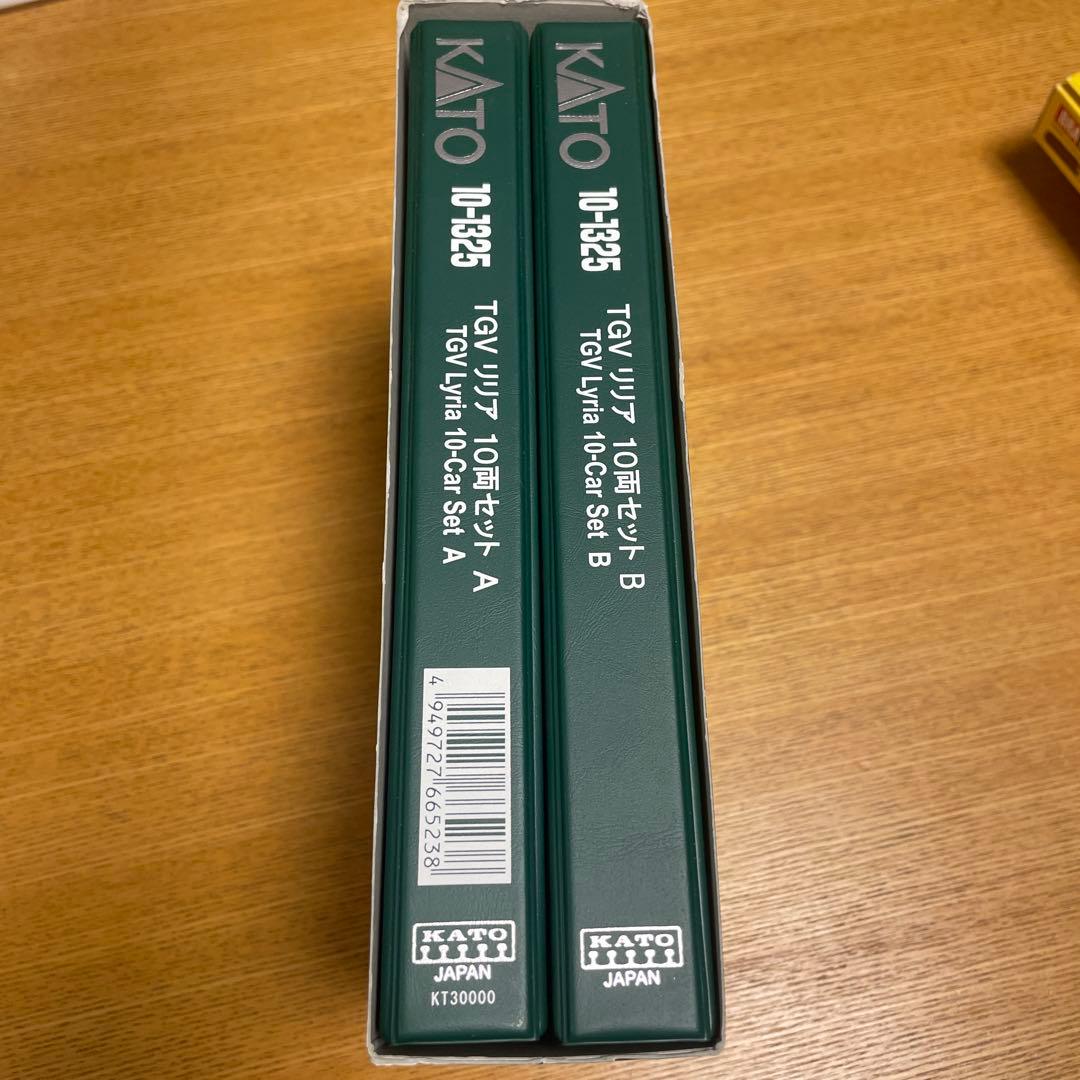 KATO
10-1325
TGV リリア 10両セット A
TGV Lyria 10-Car Set A
4 949727 665238
KATO
JAPAN
KT30000
KATO
10-1325
TGV リリア 10両セット B
TGV Lyria 10-Car Set B
KATO
JAPAN